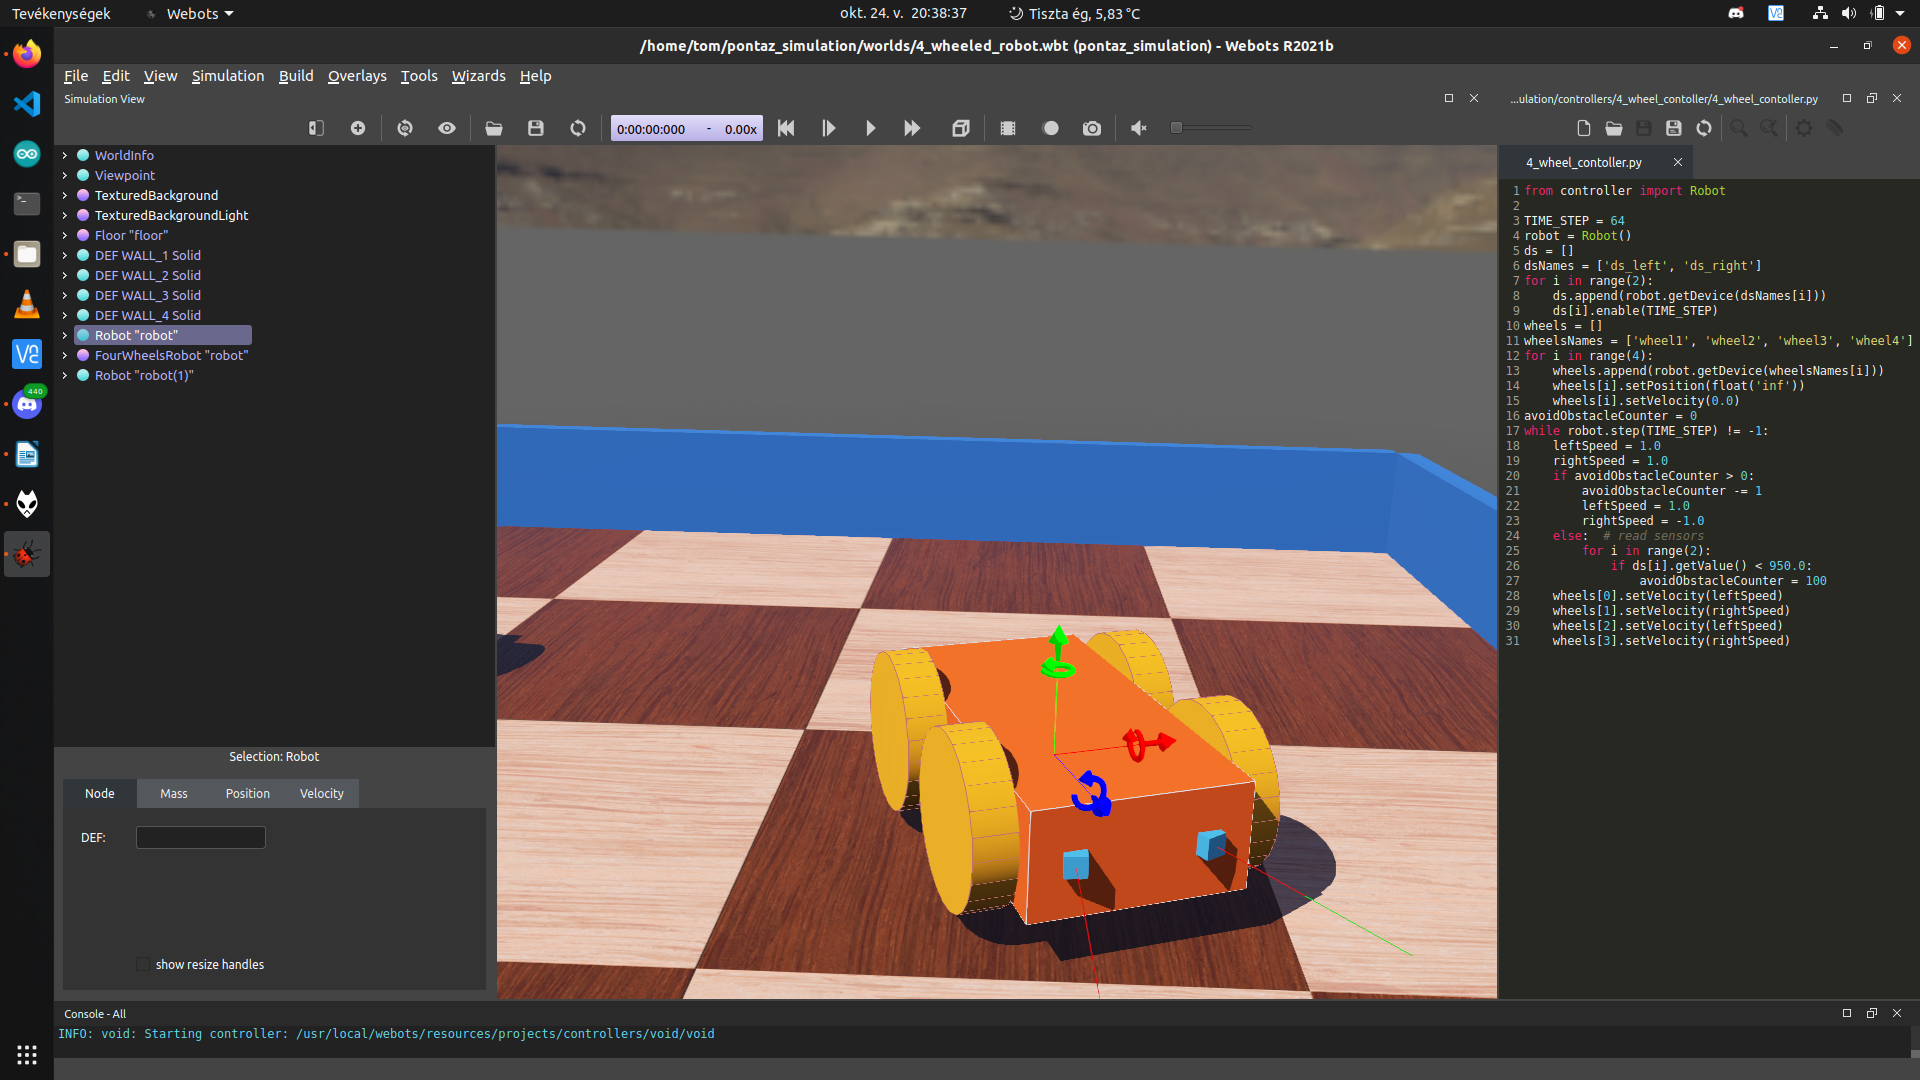 Tevékenységek
Webots
okt. 24. v.  20:38:37
Tiszta ég, 5,83 °C
/home/tom/pontaz_simulation/worlds/4_wheeled_robot.wbt (pontaz_simulation) - Webots R2021b
File Edit View Simulation Build Overlays Tools Wizards Help
Simulation View
...ulation/controllers/4_wheel_contoller/4_wheel_contoller.py
0:00:00:000 - 0.00x
WorldInfo
Viewpoint
TexturedBackground
TexturedBackgroundLight
Floor "floor"
DEF WALL_1 Solid
DEF WALL_2 Solid
DEF WALL_3 Solid
DEF WALL_4 Solid
Robot "robot"
FourWheelsRobot "robot"
Robot "robot(1)"
440
Selection: Robot
Node Mass Position Velocity
DEF:
show resize handles
4_wheel_contoller.py
1 from controller import Robot
2
3 TIME_STEP = 64
4 robot = Robot()
5 ds = []
6 dsNames = ['ds_left', 'ds_right']
7 for i in range(2):
8     ds.append(robot.getDevice(dsNames[i]))
9     ds[i].enable(TIME_STEP)
10 wheels = []
11 wheelsNames = ['wheel1', 'wheel2', 'wheel3', 'wheel4']
12 for i in range(4):
13     wheels.append(robot.getDevice(wheelsNames[i]))
14     wheels[i].setPosition(float('inf'))
15     wheels[i].setVelocity(0.0)
16 avoidObstacleCounter = 0
17 while robot.step(TIME_STEP) != -1:
18     leftSpeed = 1.0
19     rightSpeed = 1.0
20     if avoidObstacleCounter > 0:
21         avoidObstacleCounter -= 1
22         leftSpeed = 1.0
23         rightSpeed = -1.0
24     else:  # read sensors
25         for i in range(2):
26             if ds[i].getValue() < 950.0:
27                 avoidObstacleCounter = 100
28     wheels[0].setVelocity(leftSpeed)
29     wheels[1].setVelocity(rightSpeed)
30     wheels[2].setVelocity(leftSpeed)
31     wheels[3].setVelocity(rightSpeed)
Console - All
INFO: void: Starting controller: /usr/local/webots/resources/projects/controllers/void/void